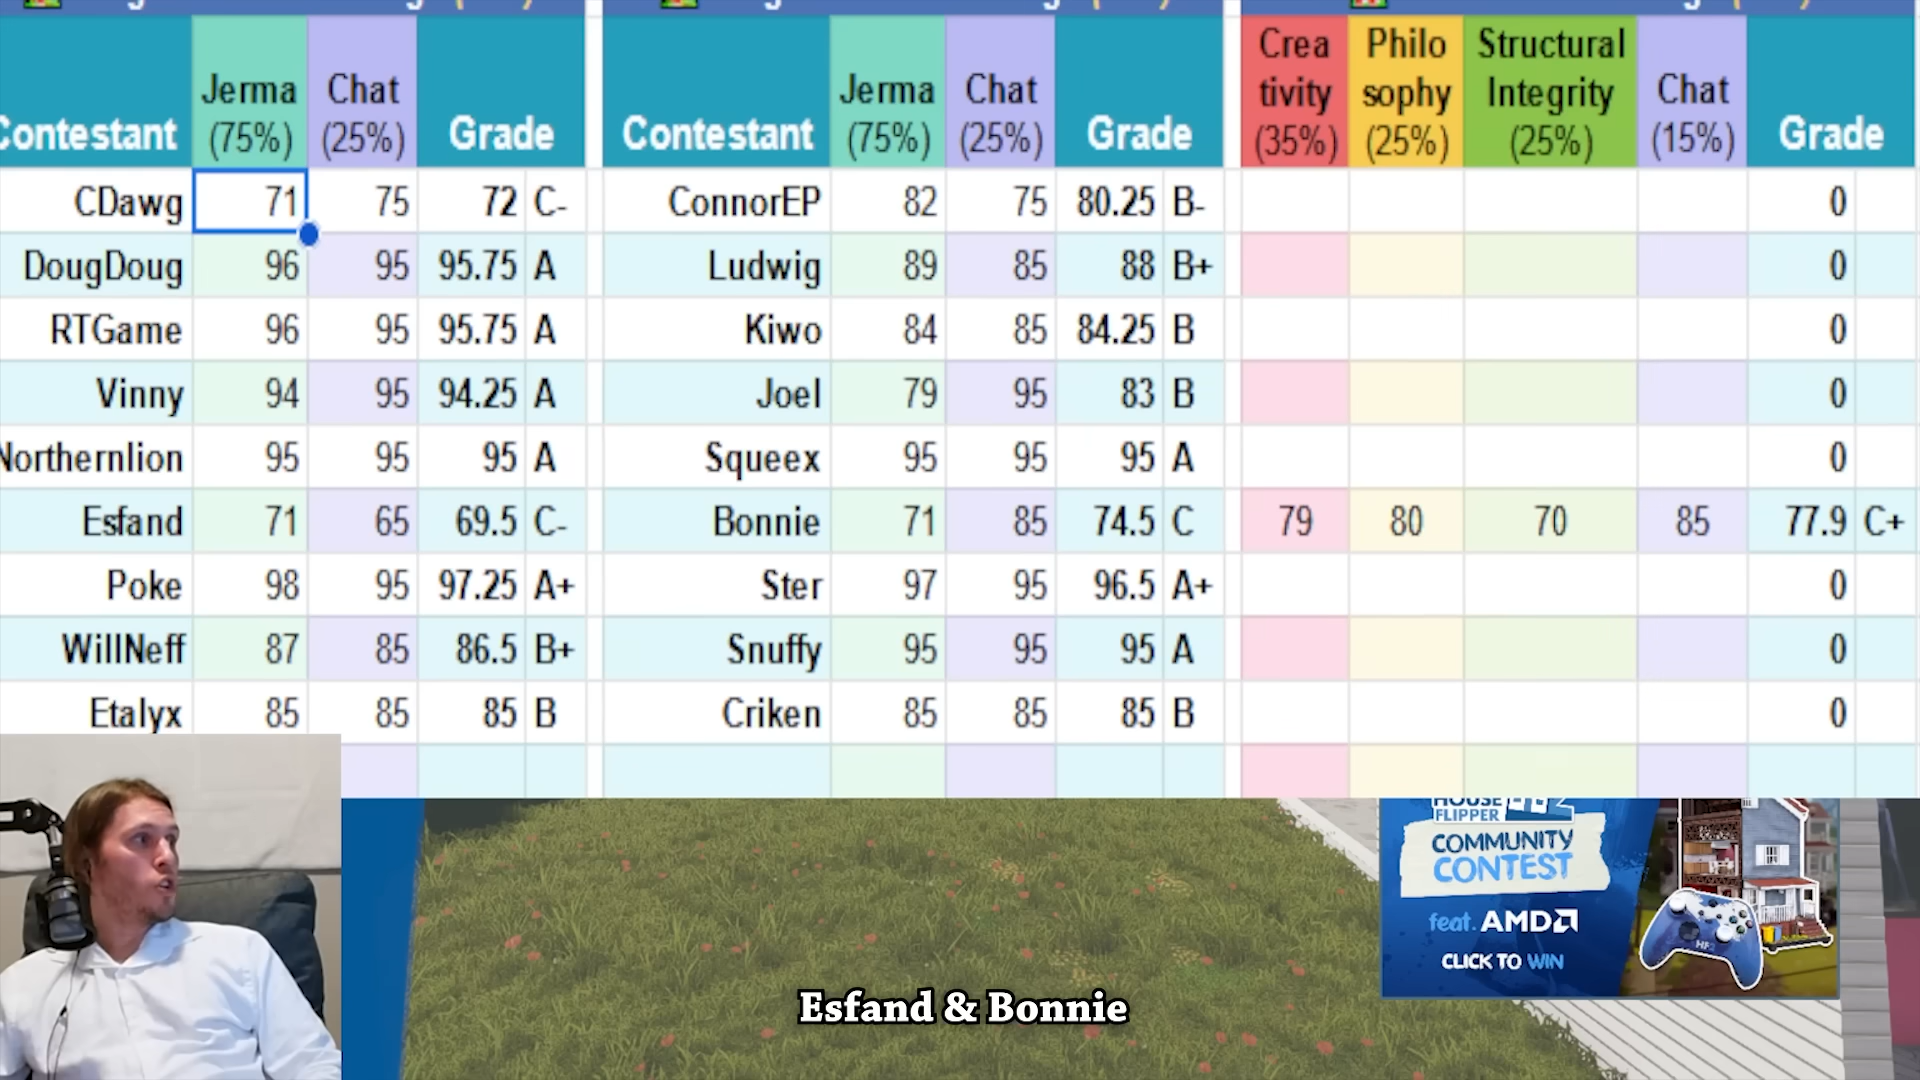 Contestant Jerma (75%) Chat (25%) Grade Contestant Jerma (75%) Chat (25%) Grade Crea tivity (35%) Philo sophy (25%) Structural Integrity (25%) Chat (15%) Grade
CDawg 71 75 72 C- ConnorEP 82 75 80.25 B- 0
DougDoug 96 95 95.75 A Ludwig 89 85 88 B+ 0
RTGame 96 95 95.75 A Kiwo 84 85 84.25 B 0
Vinny 94 95 94.25 A Joel 79 95 83 B 0
Northernlion 95 95 95 A Squeex 95 95 95 A 0
Esfand 71 65 69.5 C- Bonnie 71 85 74.5 C 79 80 70 85 77.9 C+
Poke 98 95 97.25 A+ Ster 97 95 96.5 A+ 0
WillNeff 87 85 86.5 B+ Snuffy 95 95 95 A 0
Etalyx 85 85 85 B Criken 85 85 85 B 0
HOUSE
FLIPPER 2
COMMUNITY
CONTEST
feat. AMD
CLICK TO WIN
HF2
Esfand & Bonnie